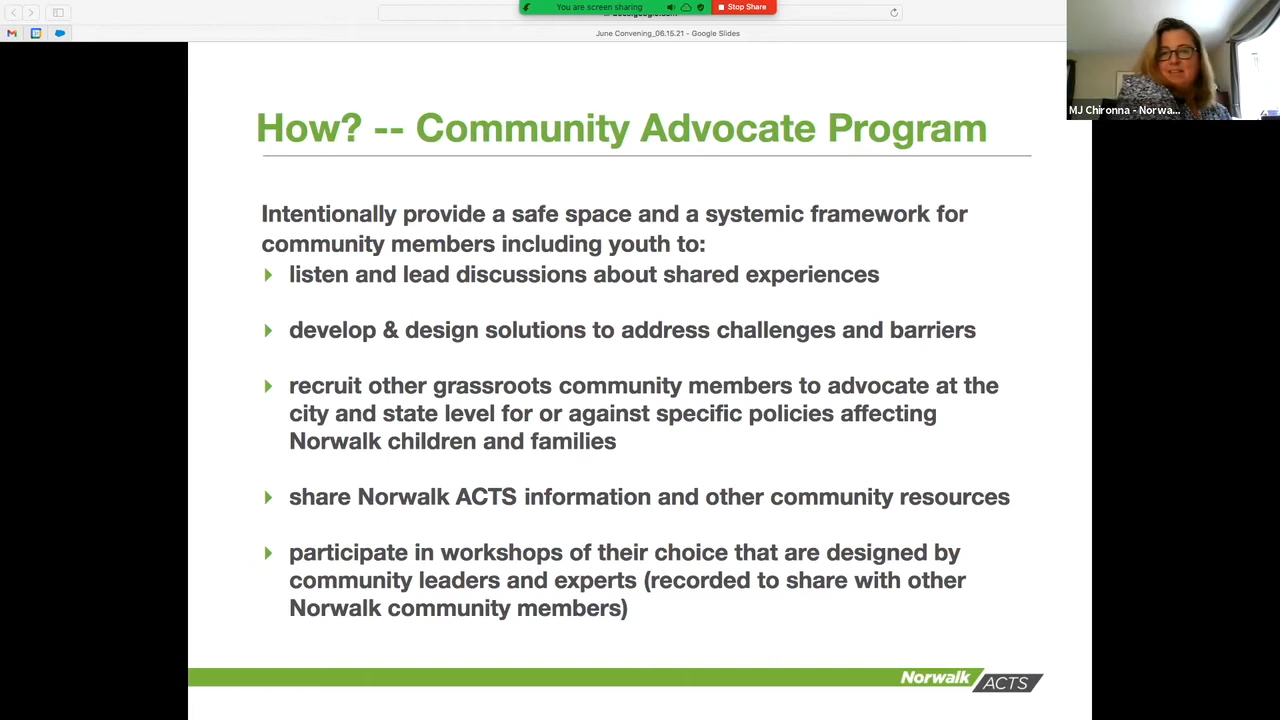 You are screen sharing
Stop Share
June Convening_06.15.21 - Google Slides
MJ Chironna - Norwa...
How? -- Community Advocate Program
Intentionally provide a safe space and a systemic framework for
community members including youth to:
listen and lead discussions about shared experiences
develop & design solutions to address challenges and barriers
recruit other grassroots community members to advocate at the
city and state level for or against specific policies affecting
Norwalk children and families
share Norwalk ACTS information and other community resources
participate in workshops of their choice that are designed by
community leaders and experts (recorded to share with other
Norwalk community members)
Norwalk ACTS